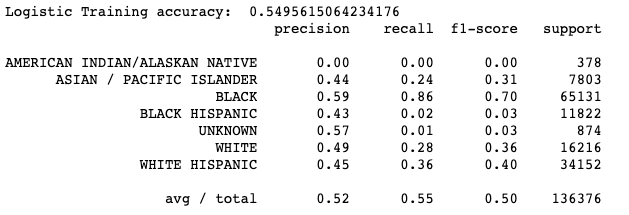 Logistic Training accuracy:  0.5495615064234176
precision recall f1-score support
AMERICAN INDIAN/ALASKAN NATIVE 0.00 0.00 0.00 378
ASIAN / PACIFIC ISLANDER 0.44 0.24 0.31 7803
BLACK 0.59 0.86 0.70 65131
BLACK HISPANIC 0.43 0.02 0.03 11822
UNKNOWN 0.57 0.01 0.03 874
WHITE 0.49 0.28 0.36 16216
WHITE HISPANIC 0.45 0.36 0.40 34152
avg / total 0.52 0.55 0.50 136376